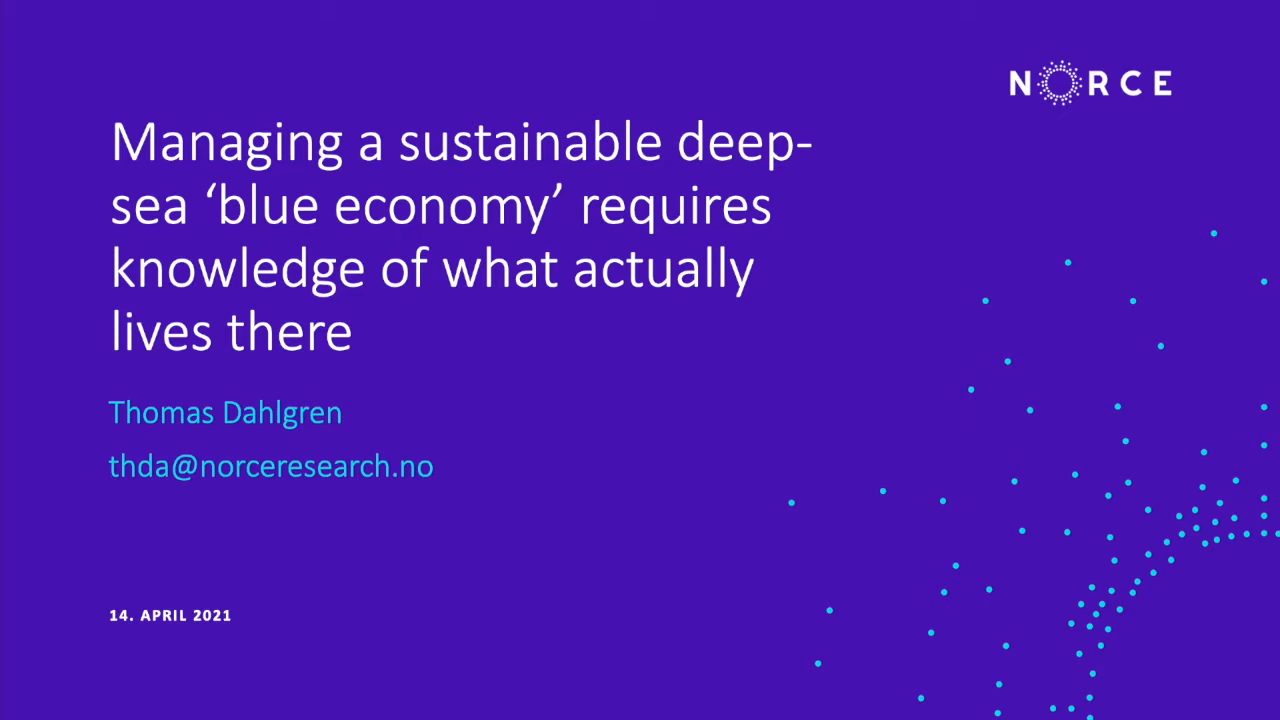 NORCE
Managing a sustainable deep-
sea ‘blue economy’ requires
knowledge of what actually
lives there
Thomas Dahlgren
thda@norceresearch.no
14. APRIL 2021